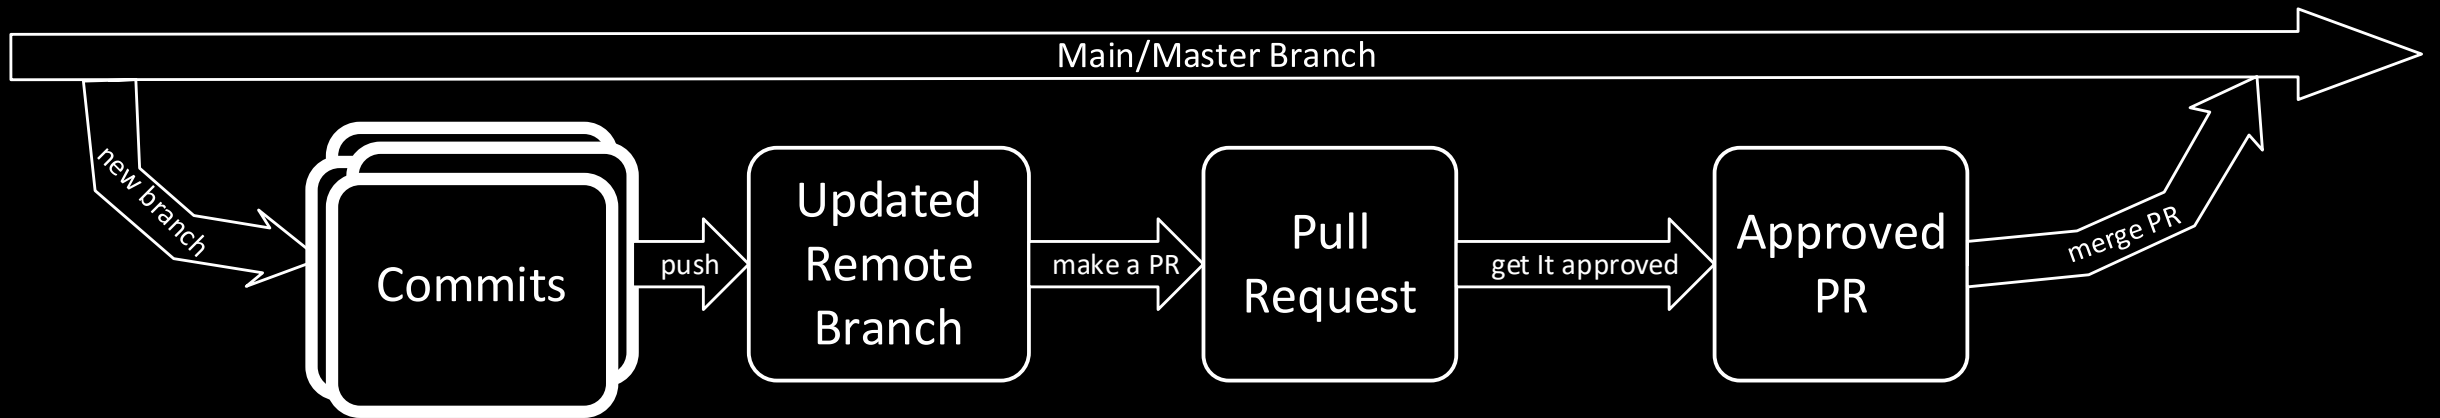 Main/Master Branch
new branch
Commits
push
Updated
Remote
Branch
make a PR
Pull
Request
get It approved
Approved
PR
merge PR